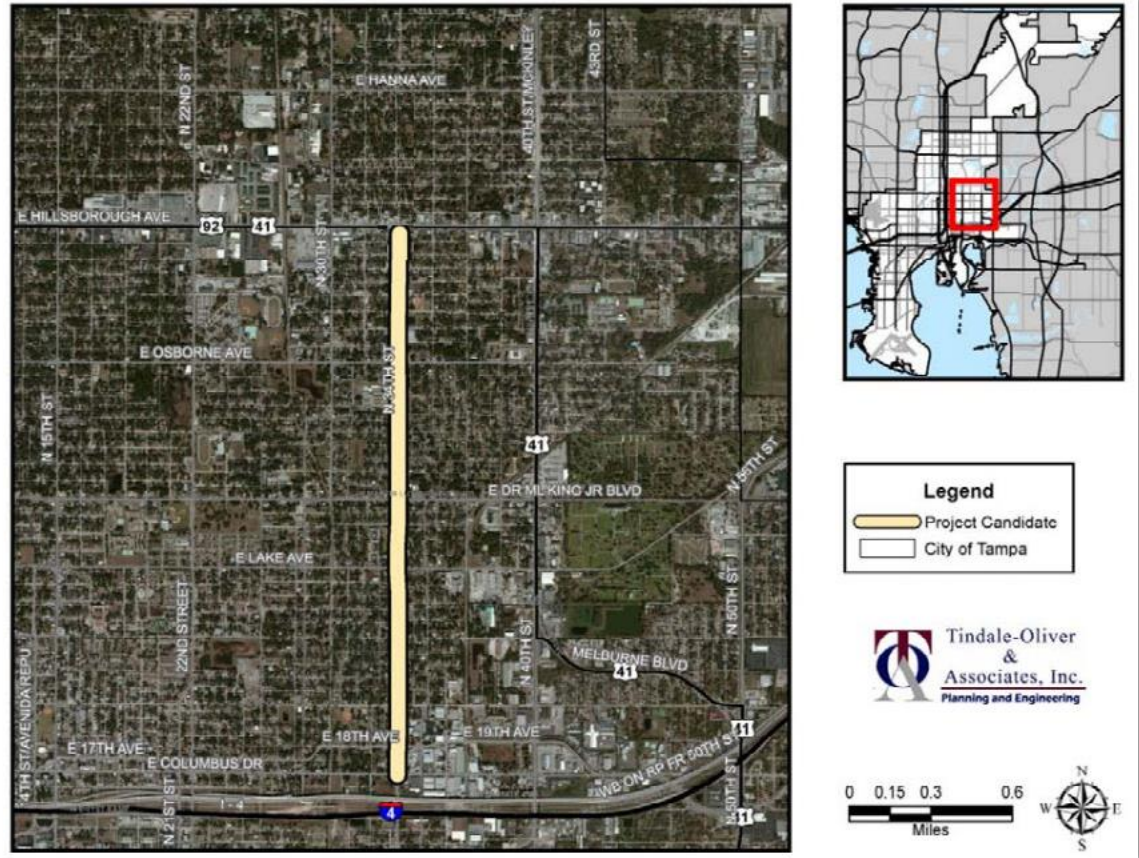 E HANNA AVE
N 22ND ST
40TH ST/MCKINLEY
43RD ST
E HILLSBOROUGH AVE
92
41
N 30TH ST
E OSBORNE AVE
N 34TH ST
N 15TH ST
41
E DR ML KING JR BLVD
N 56TH ST
E LAKE AVE
22ND STREET
N 40TH ST
N 50TH ST
MELBURNE BLVD
41
E 17TH AVE
E 18TH AVE
E 19TH AVE
41
E COLUMBUS DR
WB ON RP FR 50TH ST
I-4
4
N 21ST ST
N 50TH ST
41
Legend
Project Candidate
City of Tampa
Tindale-Oliver
&
Associates, Inc.
Planning and Engineering
0 0.15 0.3 0.6
Miles
N
W E
S